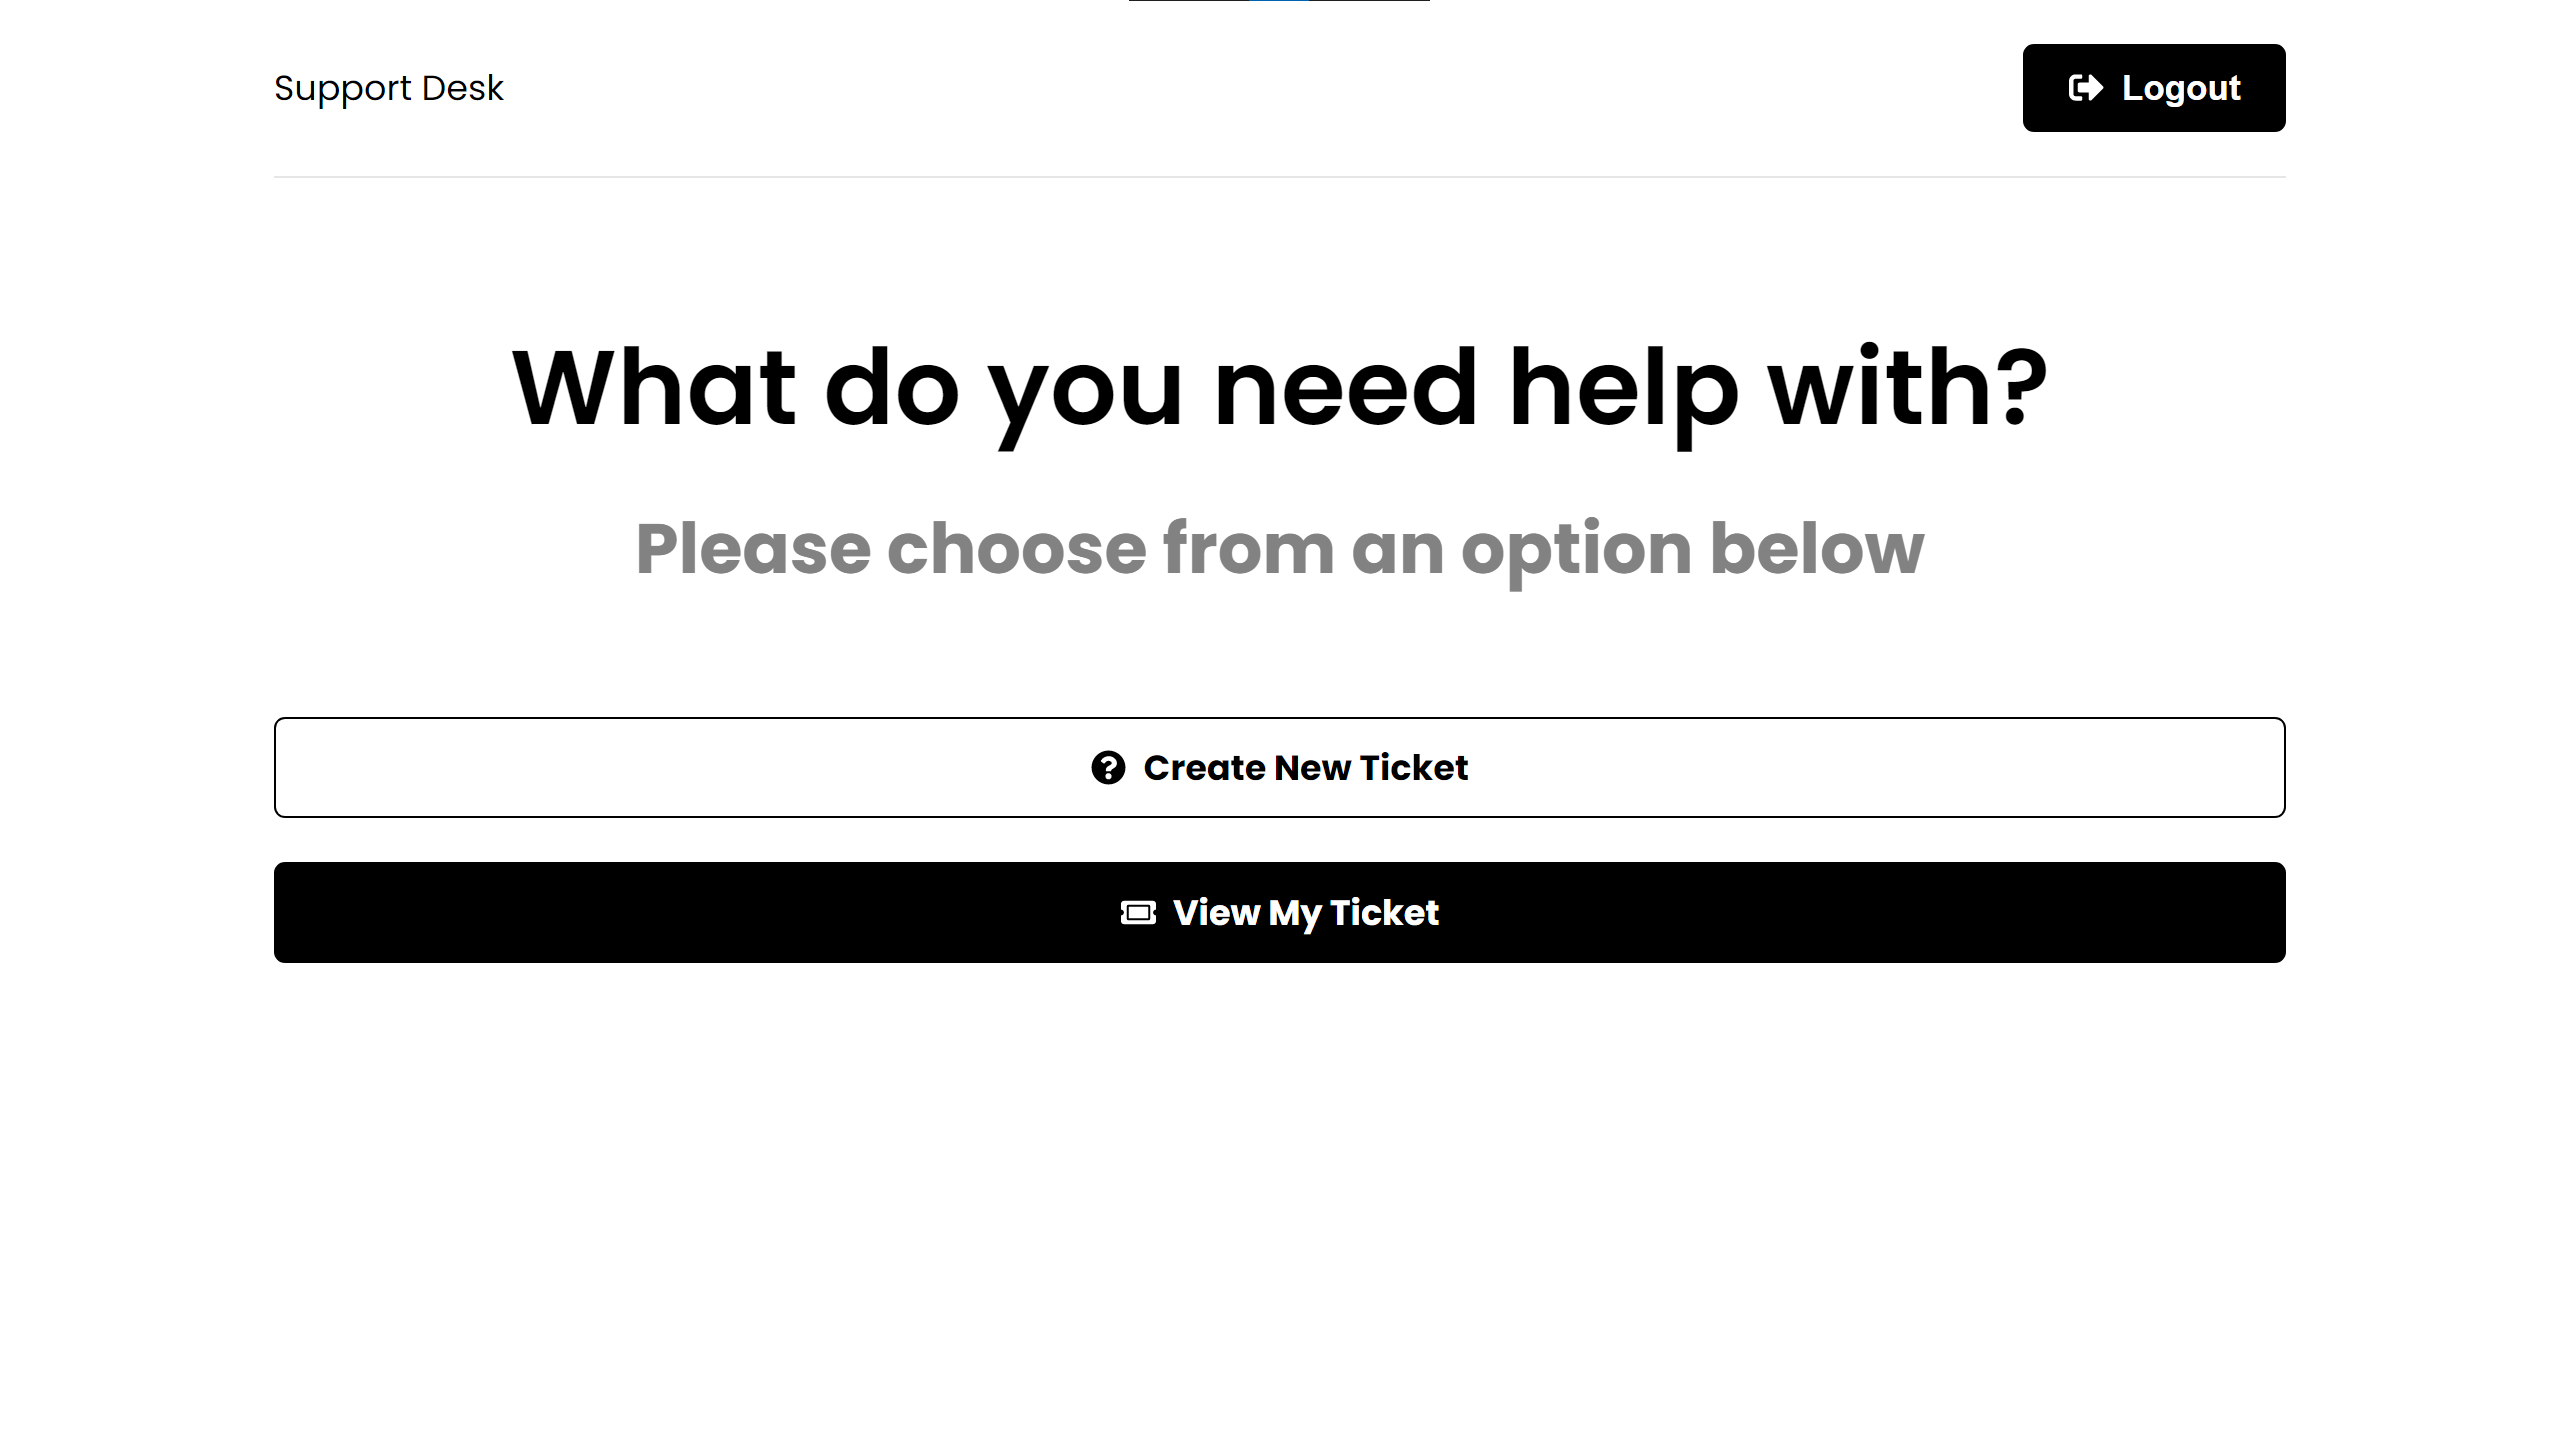 Support Desk
Logout
What do you need help with?
Please choose from an option below
Create New Ticket
View My Ticket